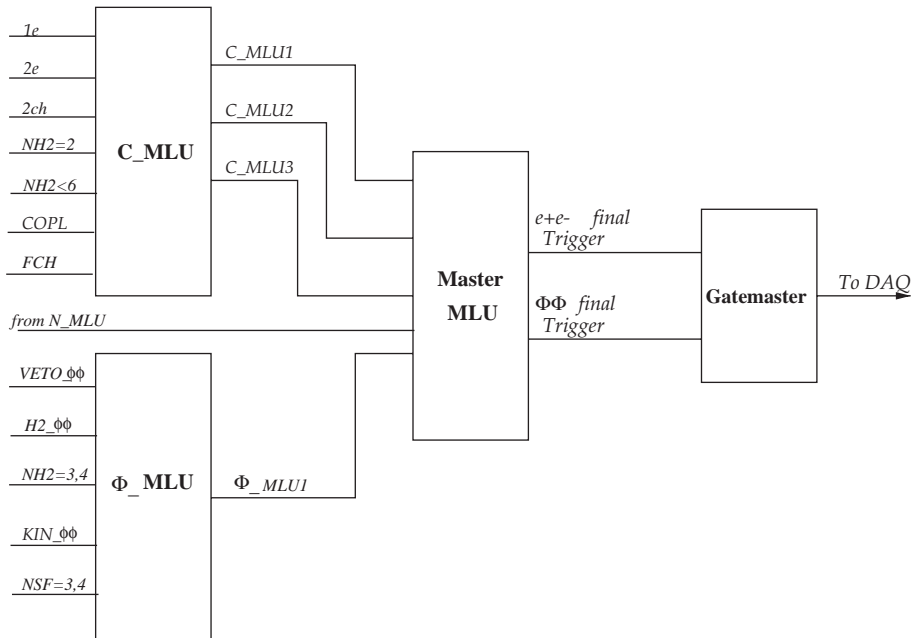 1e
2e
2ch
NH2=2
NH2<6
COPL
FCH
C_MLU
C_MLU1
C_MLU2
C_MLU3
from N_MLU
VETO_ϕϕ
H2_ϕϕ
NH2=3,4
KIN_ϕϕ
NSF=3,4
Φ_MLU
Φ_MLU1
Master
MLU
e+e- final
Trigger
ΦΦ final
Trigger
Gatemaster
To DAQ